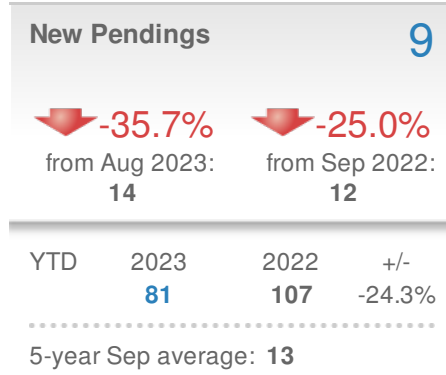 New Pendings 9
-35.7% -25.0%
from Aug 2023: from Sep 2022:
14 12
YTD 2023 2022 +/-
81 107 -24.3%
5-year Sep average: 13